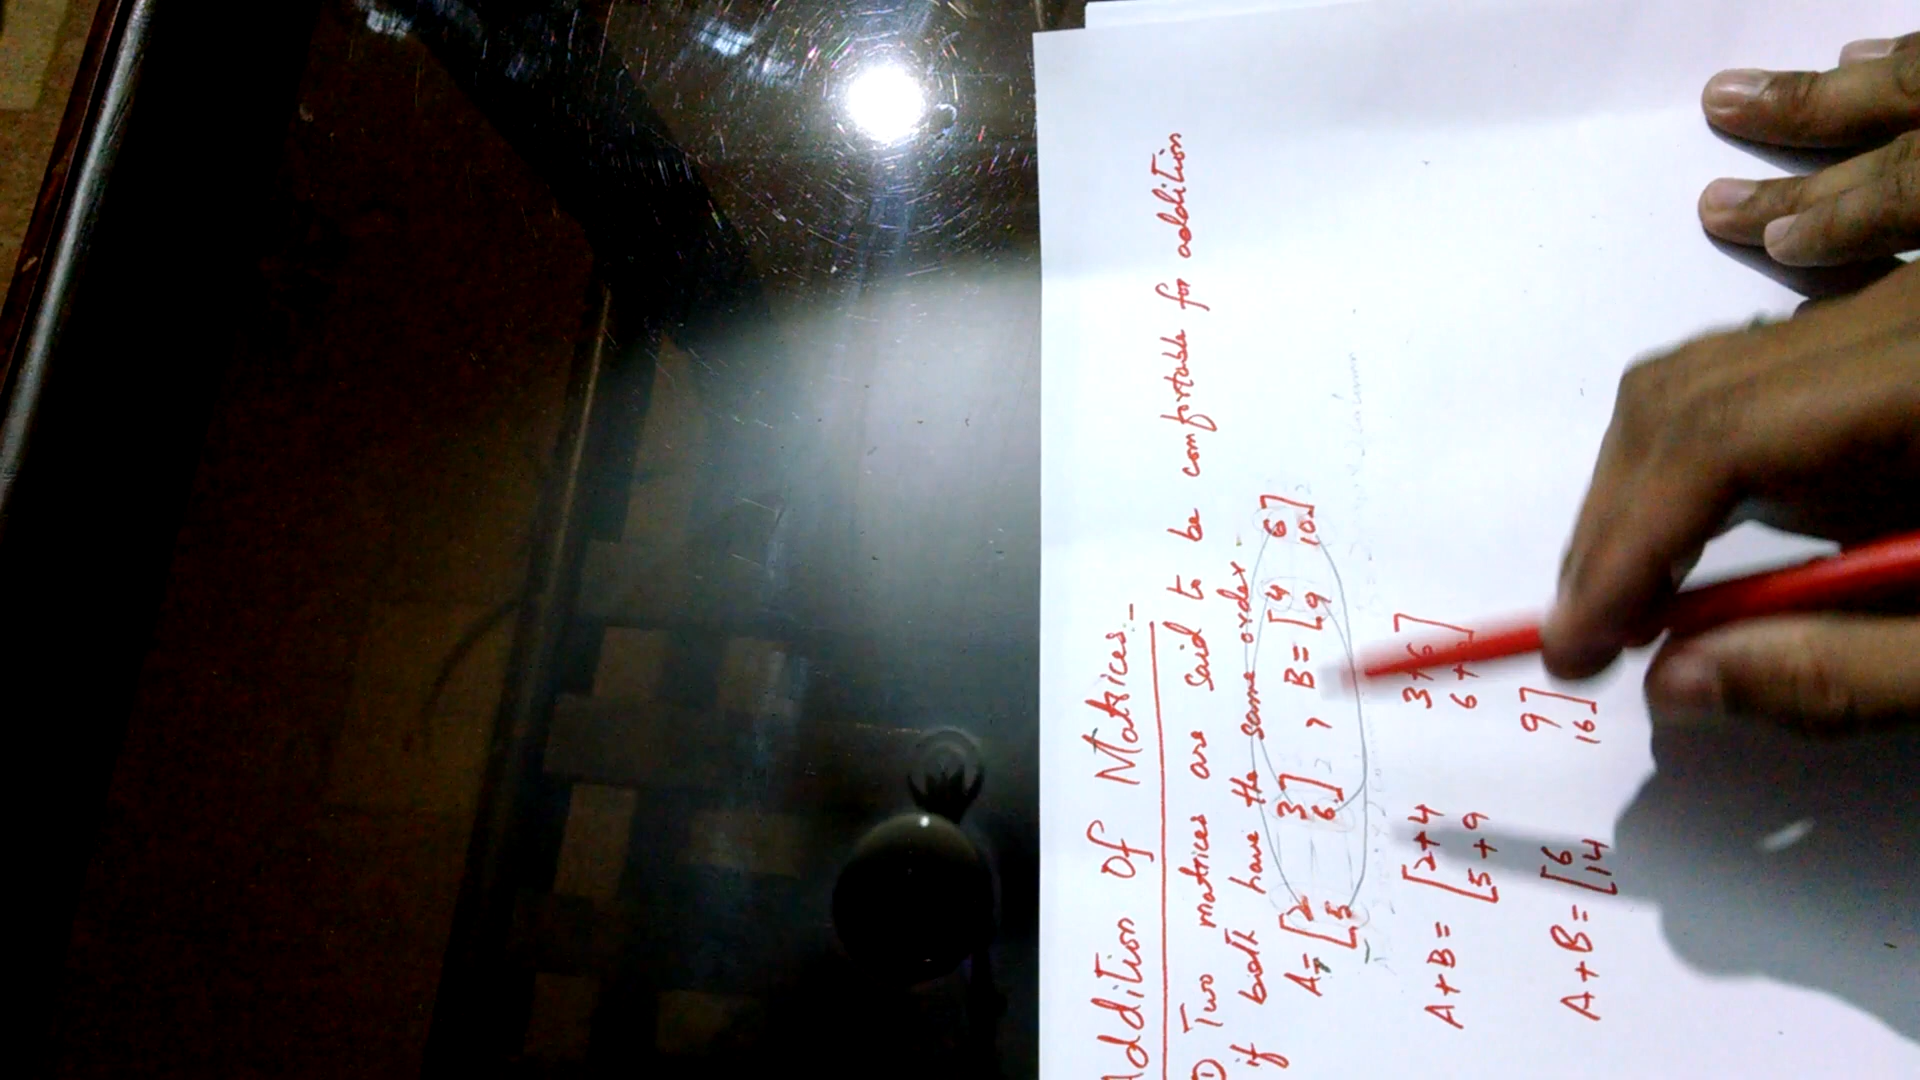 Addition of Matrices:-
① Two matrices are said to be comfortable for addition
if both have the same order.
A= [2 3
5 6]2 , B= [4 6
9 10]2
A+B= [2+4 3+6]
[5+9 6+
A+B= [6 9]
[14 16]